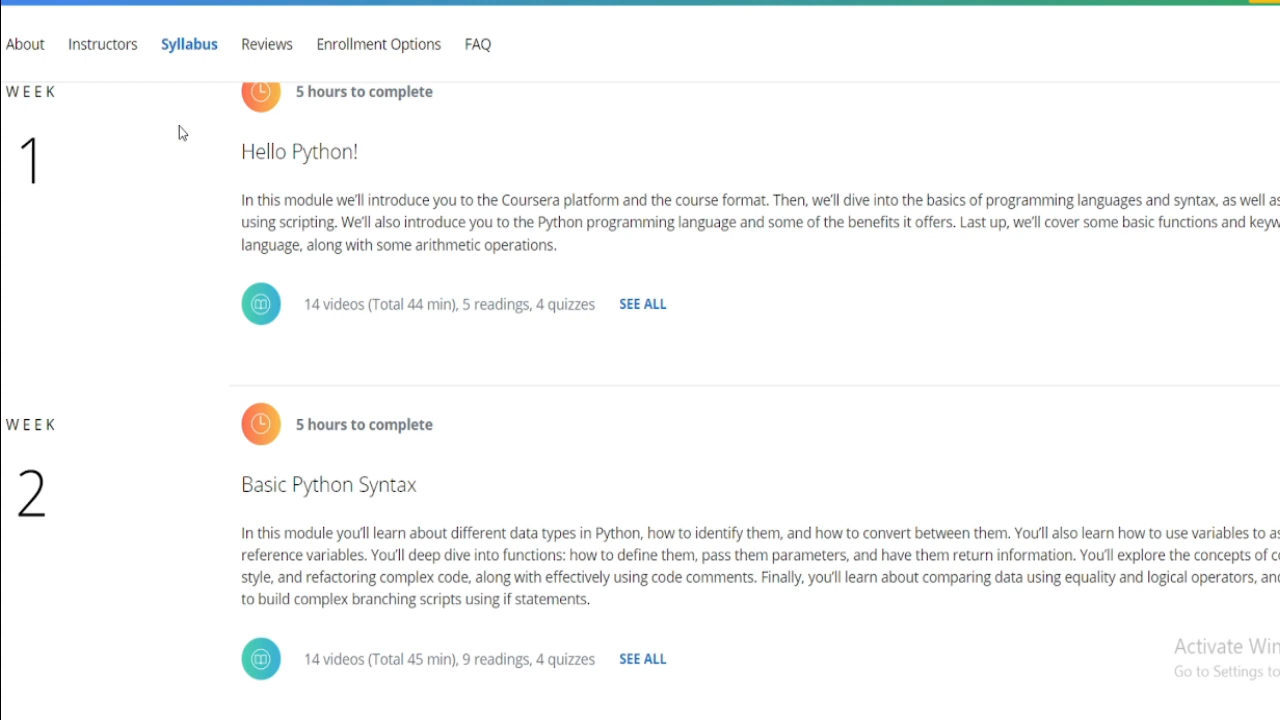 About Instructors Syllabus Reviews Enrollment Options FAQ
WEEK
1
5 hours to complete
Hello Python!
In this module we'll introduce you to the Coursera platform and the course format. Then, we'll dive into the basics of programming languages and syntax, as well as
using scripting. We'll also introduce you to the Python programming language and some of the benefits it offers. Last up, we'll cover some basic functions and keyw
language, along with some arithmetic operations.
14 videos (Total 44 min), 5 readings, 4 quizzes SEE ALL
WEEK
2
5 hours to complete
Basic Python Syntax
In this module you'll learn about different data types in Python, how to identify them, and how to convert between them. You'll also learn how to use variables to as
reference variables. You'll deep dive into functions: how to define them, pass them parameters, and have them return information. You'll explore the concepts of c
style, and refactoring complex code, along with effectively using code comments. Finally, you'll learn about comparing data using equality and logical operators, an
to build complex branching scripts using if statements.
14 videos (Total 45 min), 9 readings, 4 quizzes SEE ALL
Activate Win
Go to Settings to